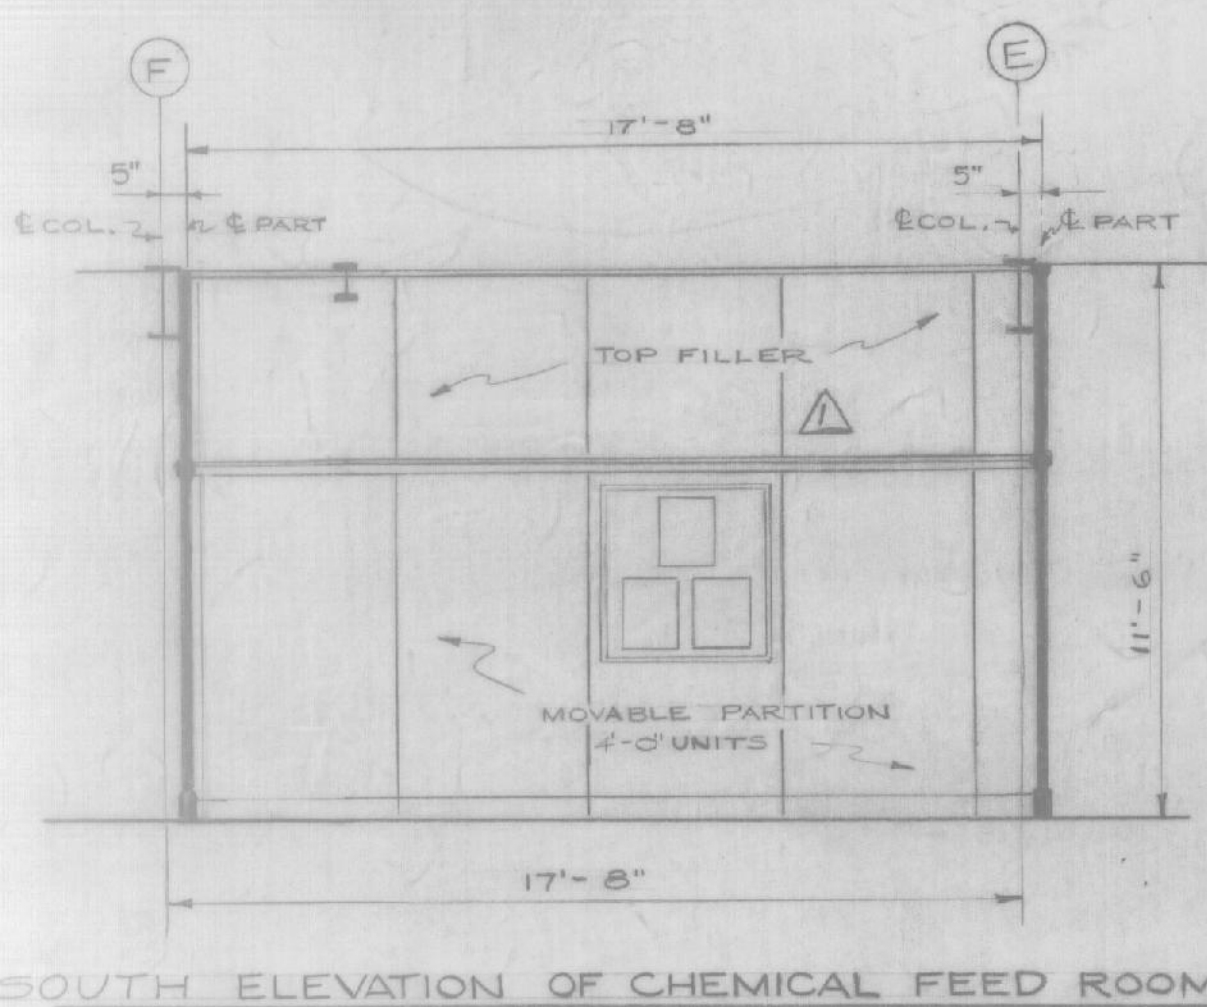 F
E
17'-8"
5"
5"
℄ COL.
℄ PART
℄ COL.
℄ PART
TOP FILLER
1
11'-6"
MOVABLE PARTITION
4'-0" UNITS
17'-8"
SOUTH ELEVATION OF CHEMICAL FEED ROOM